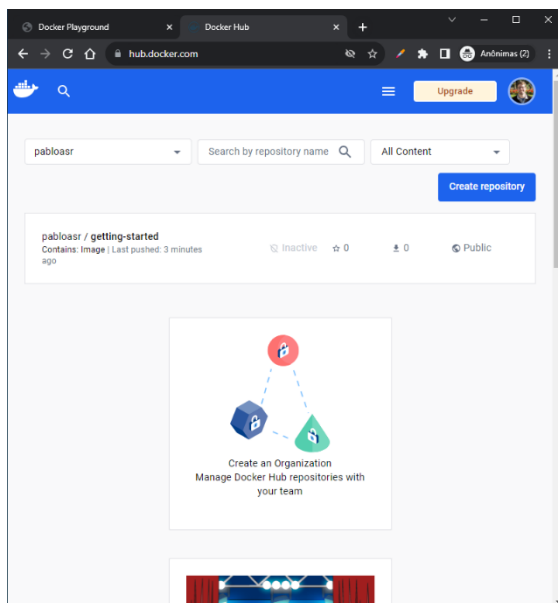 Docker Playground
Docker Hub
hub.docker.com
Anônimas (2)
Upgrade
pabloasr
Search by repository name
All Content
Create repository
pabloasr / getting-started
Contains: Image | Last pushed: 3 minutes
ago
Inactive
0
0
Public
Create an Organization
Manage Docker Hub repositories with
your team